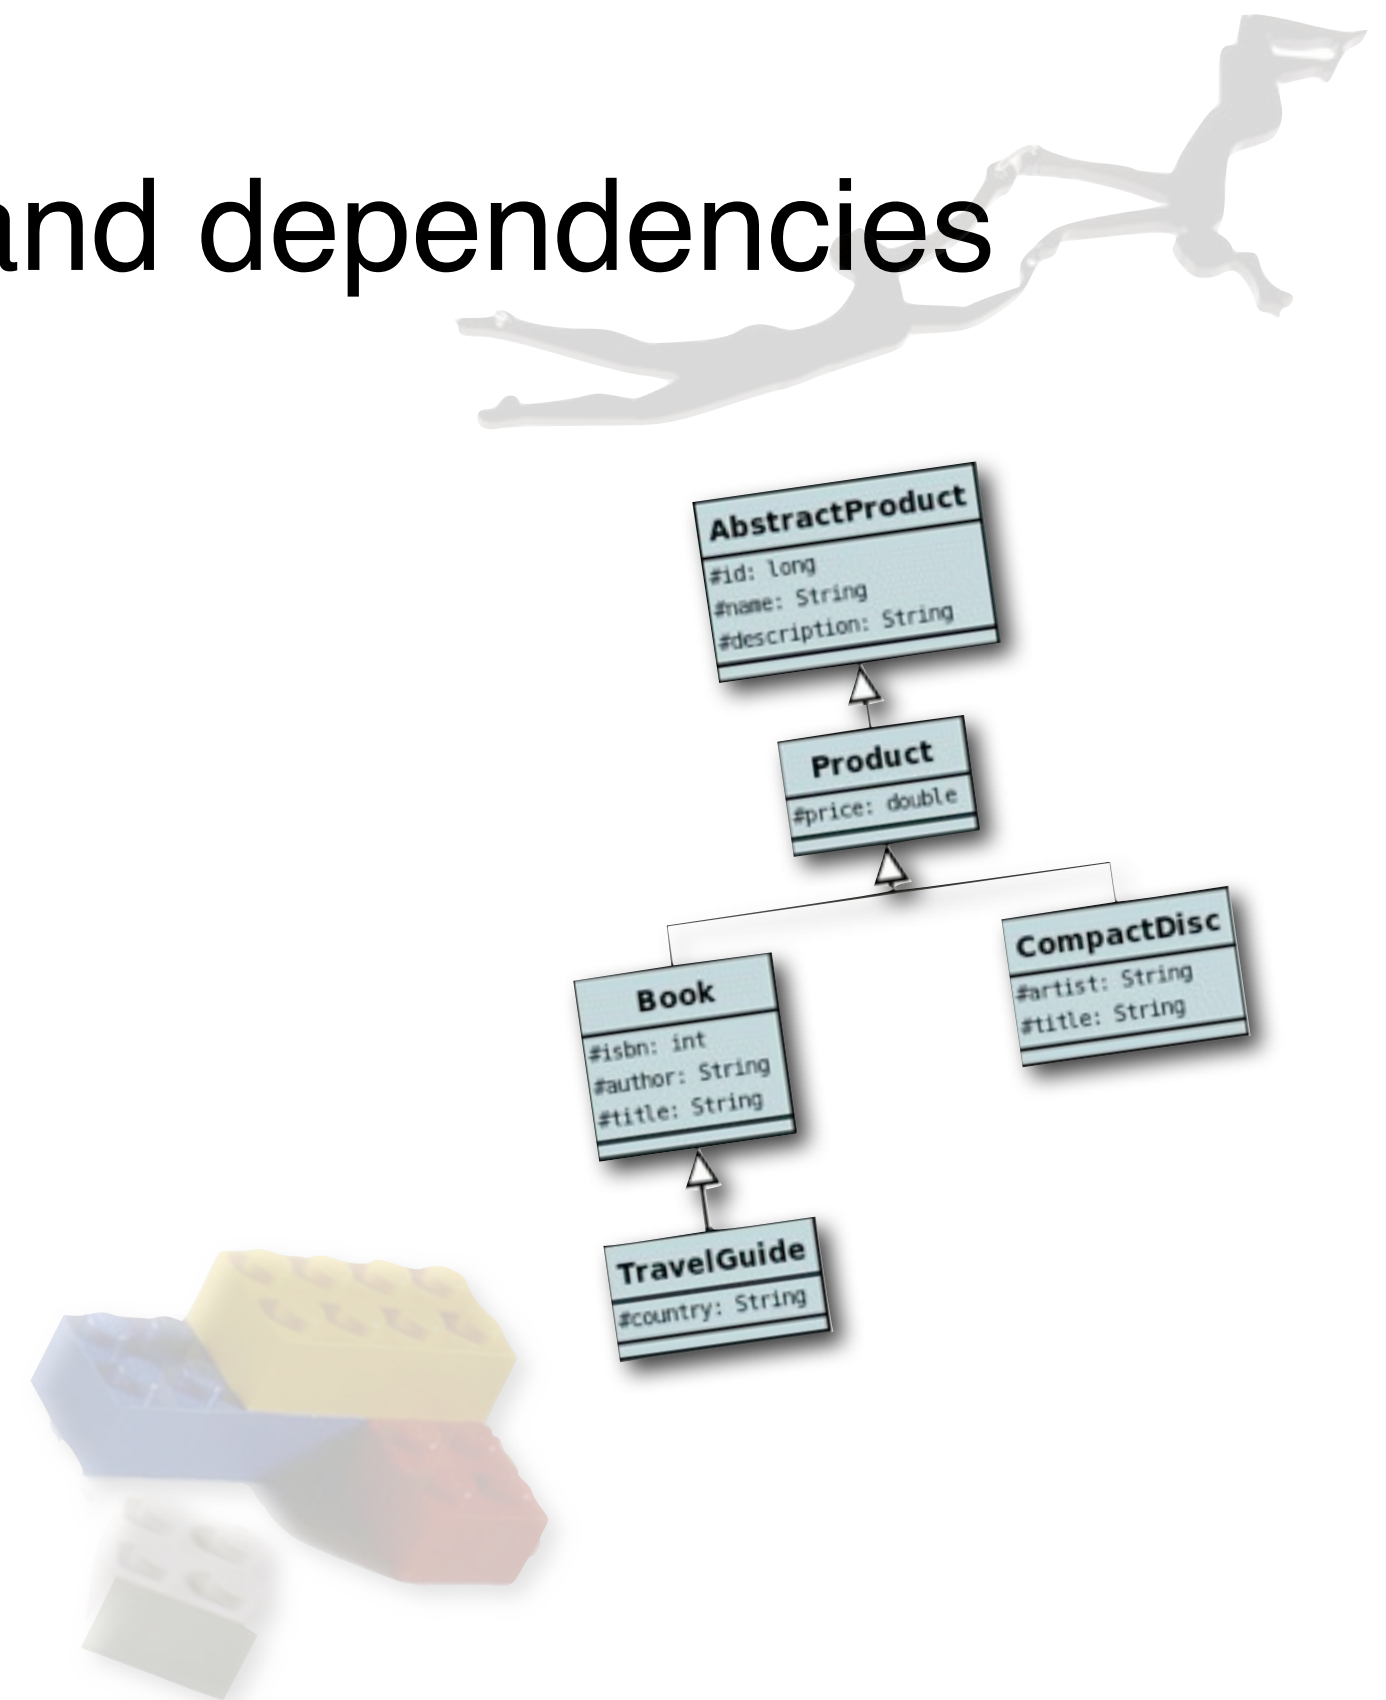 and dependencies
AbstractProduct
#id: long
#name: String
#description: String
Product
#price: double
CompactDisc
#artist: String
#title: String
Book
#isbn: int
#author: String
#title: String
TravelGuide
#country: String